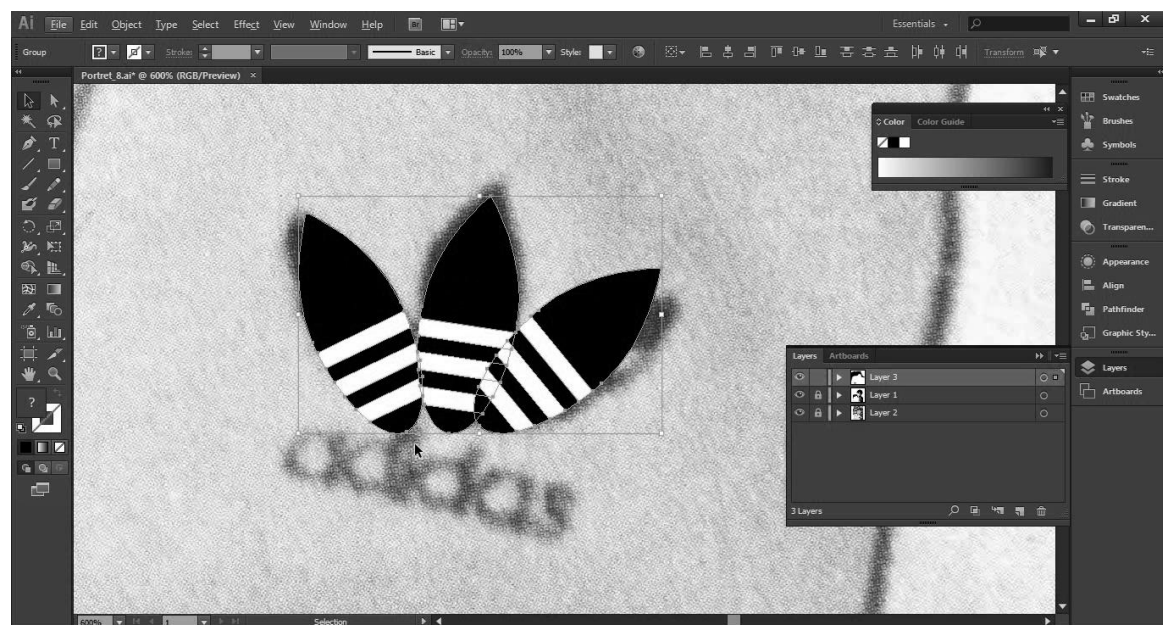 Ai File Edit Object Type Select Effect View Window Help Br Essentials
Group ? Stroke: Basic Opacity: 100% Style: Transform
Portret_8.ai* @ 600% (RGB/Preview) ×
T
?
adidas
Color Color Guide
Swatches
Brushes
Symbols
Stroke
Gradient
Transparen...
Appearance
Align
Pathfinder
Graphic Sty...
Layers
Artboards
Layers Artboards
Layer 3
Layer 1
Layer 2
3 Layers
600% 1 Selection